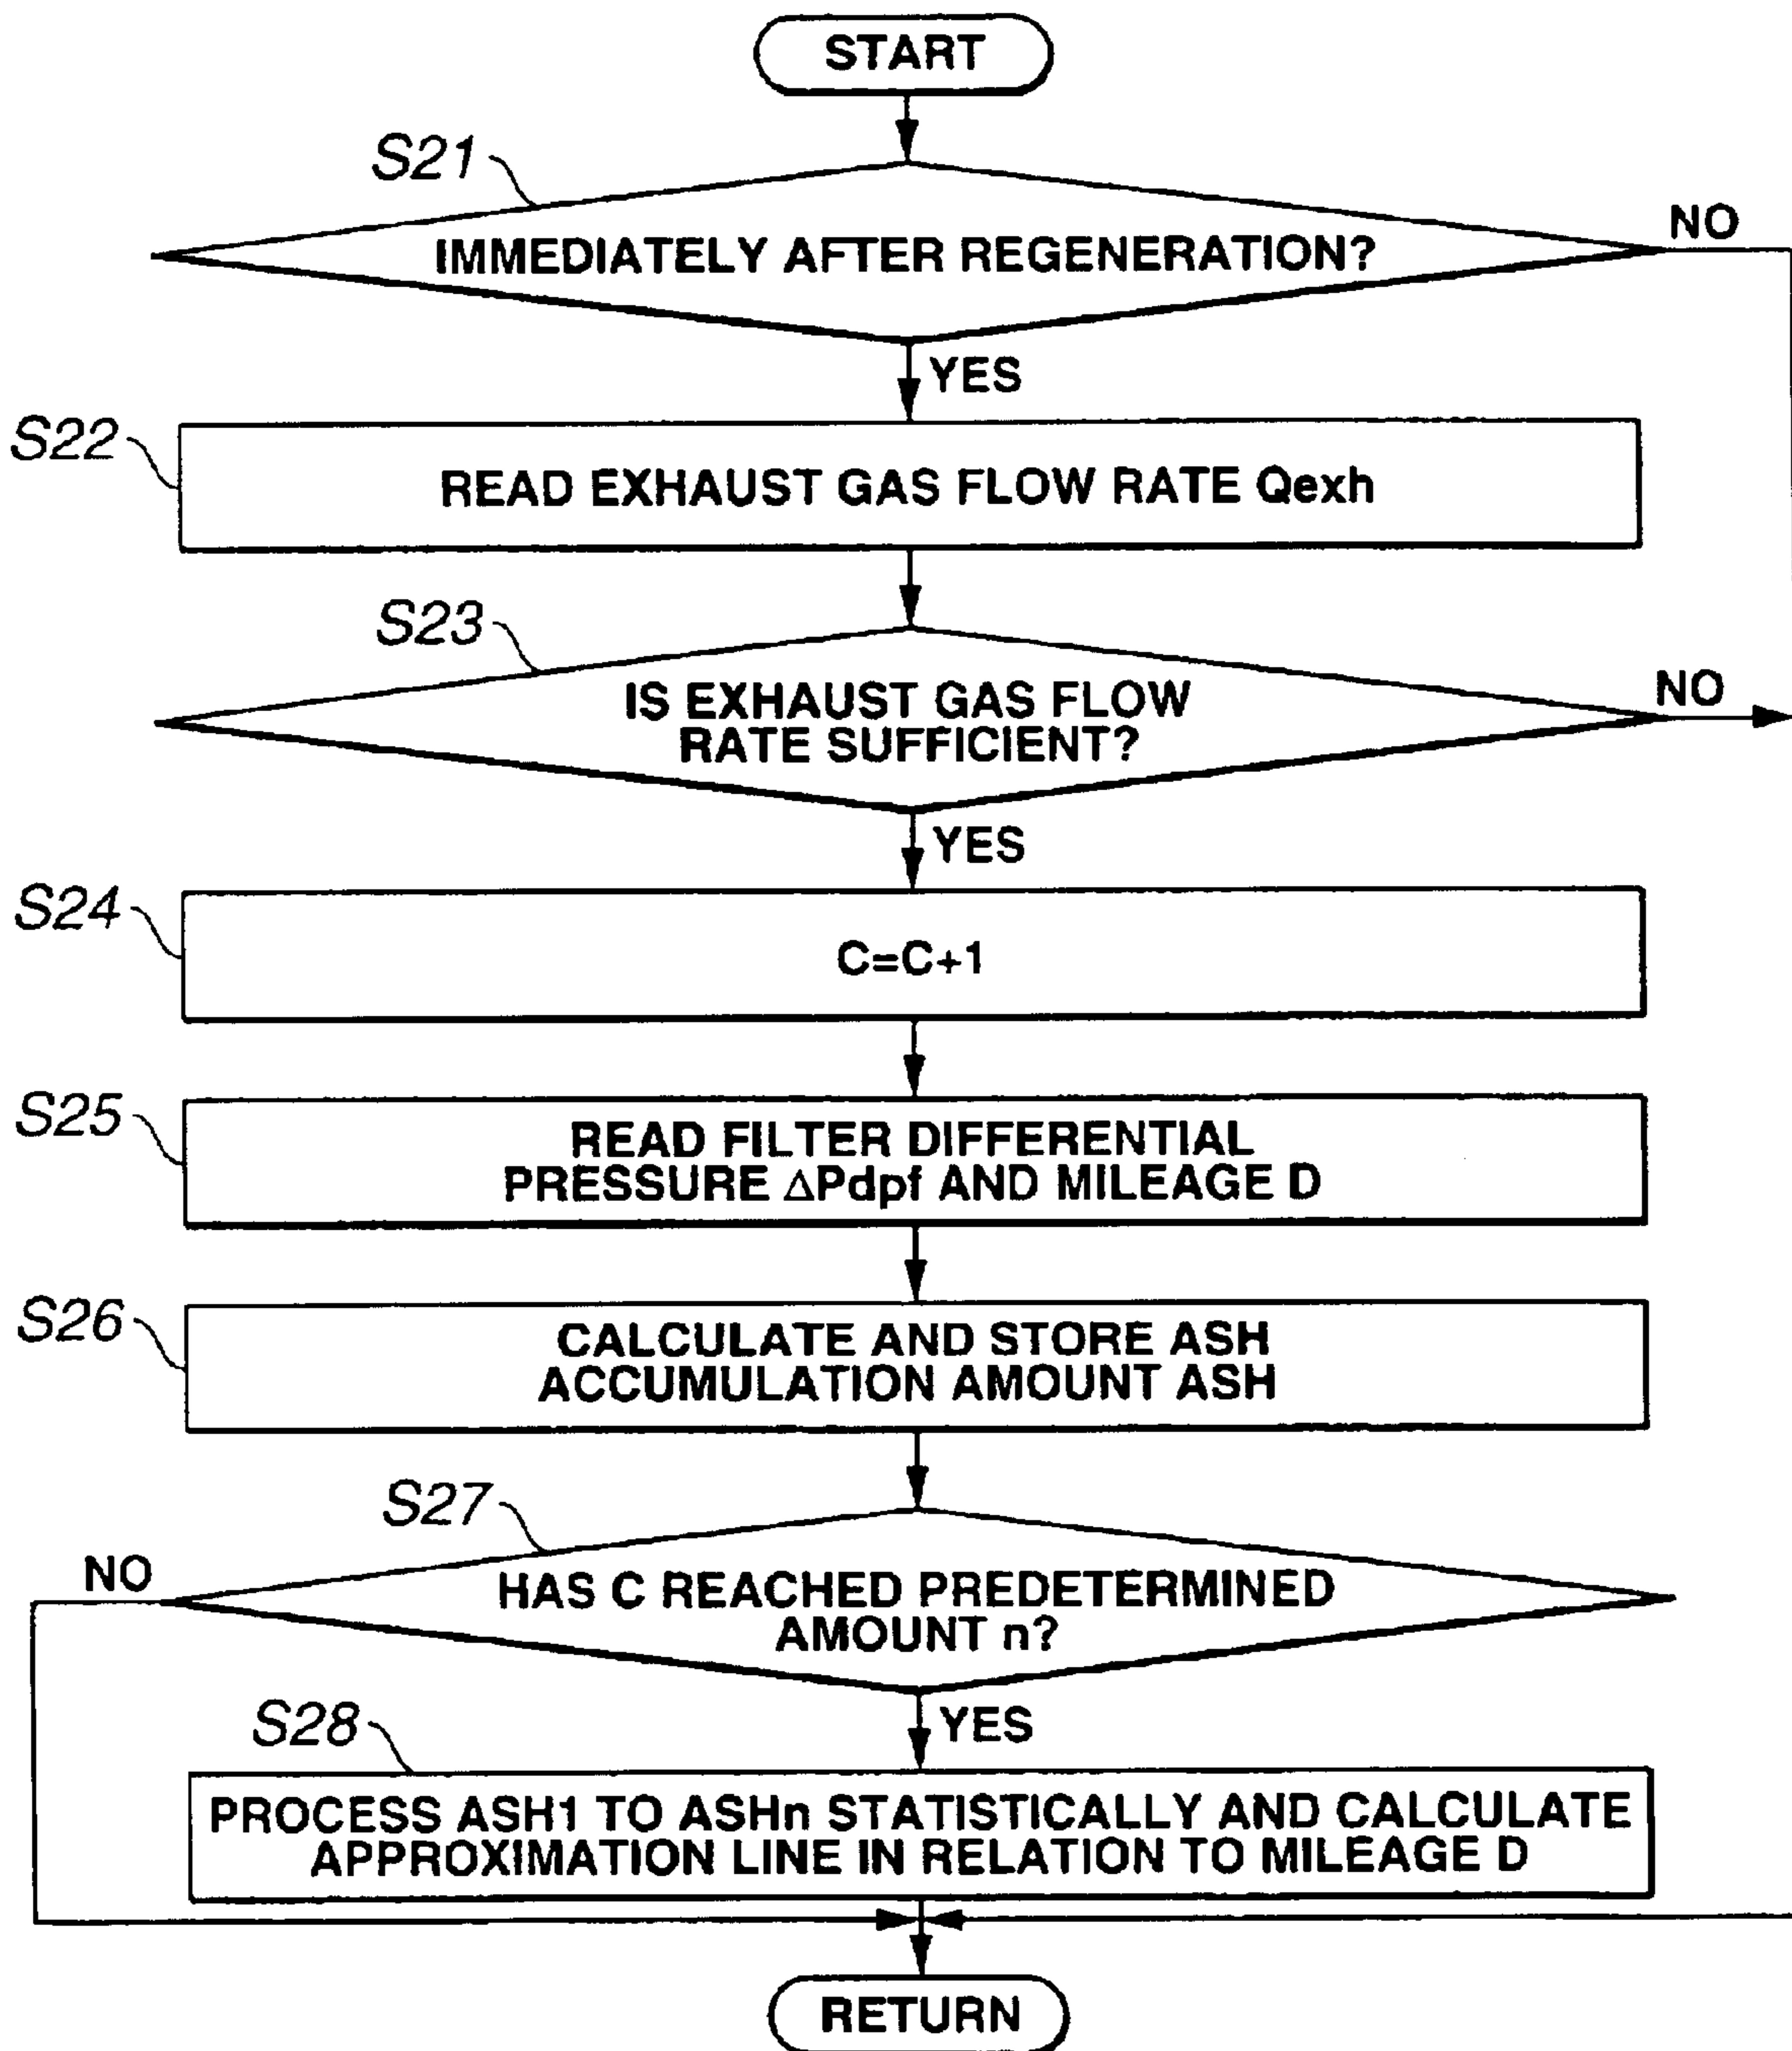 START
S21
IMMEDIATELY AFTER REGENERATION?
NO
YES
S22
READ EXHAUST GAS FLOW RATE Qexh
S23
IS EXHAUST GAS FLOW
RATE SUFFICIENT?
NO
YES
S24
C=C+1
S25
READ FILTER DIFFERENTIAL
PRESSURE ΔPdpf AND MILEAGE D
S26
CALCULATE AND STORE ASH
ACCUMULATION AMOUNT ASH
S27
NO
HAS C REACHED PREDETERMINED
AMOUNT n?
YES
S28
PROCESS ASH1 TO ASHn STATISTICALLY AND CALCULATE
APPROXIMATION LINE IN RELATION TO MILEAGE D
RETURN